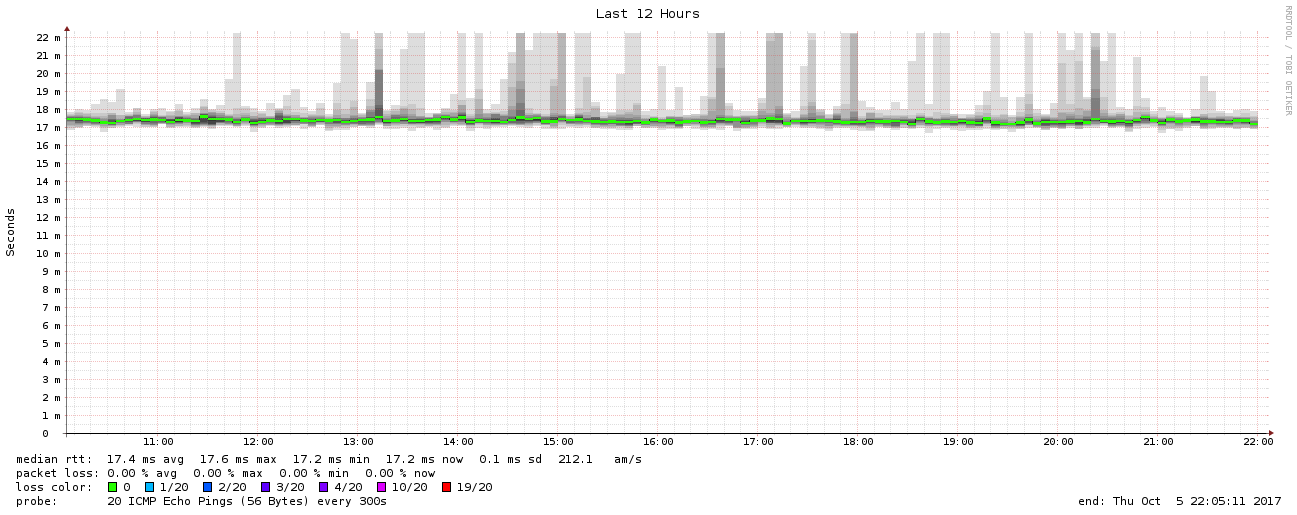 Last 12 Hours
RRDTOOL / TOBI OETIKER
Seconds
22 m
21 m
20 m
19 m
18 m
17 m
16 m
15 m
14 m
13 m
12 m
11 m
10 m
9 m
8 m
7 m
6 m
5 m
4 m
3 m
2 m
1 m
0
11:00 12:00 13:00 14:00 15:00 16:00 17:00 18:00 19:00 20:00 21:00 22:00
median rtt: 17.4 ms avg 17.6 ms max 17.2 ms min 17.2 ms now 0.1 ms sd 212.1 am/s
packet loss: 0.00 % avg 0.00 % max 0.00 % min 0.00 % now
loss color: 0 1/20 2/20 3/20 4/20 10/20 19/20
probe: 20 ICMP Echo Pings (56 Bytes) every 300s end: Thu Oct 5 22:05:11 2017